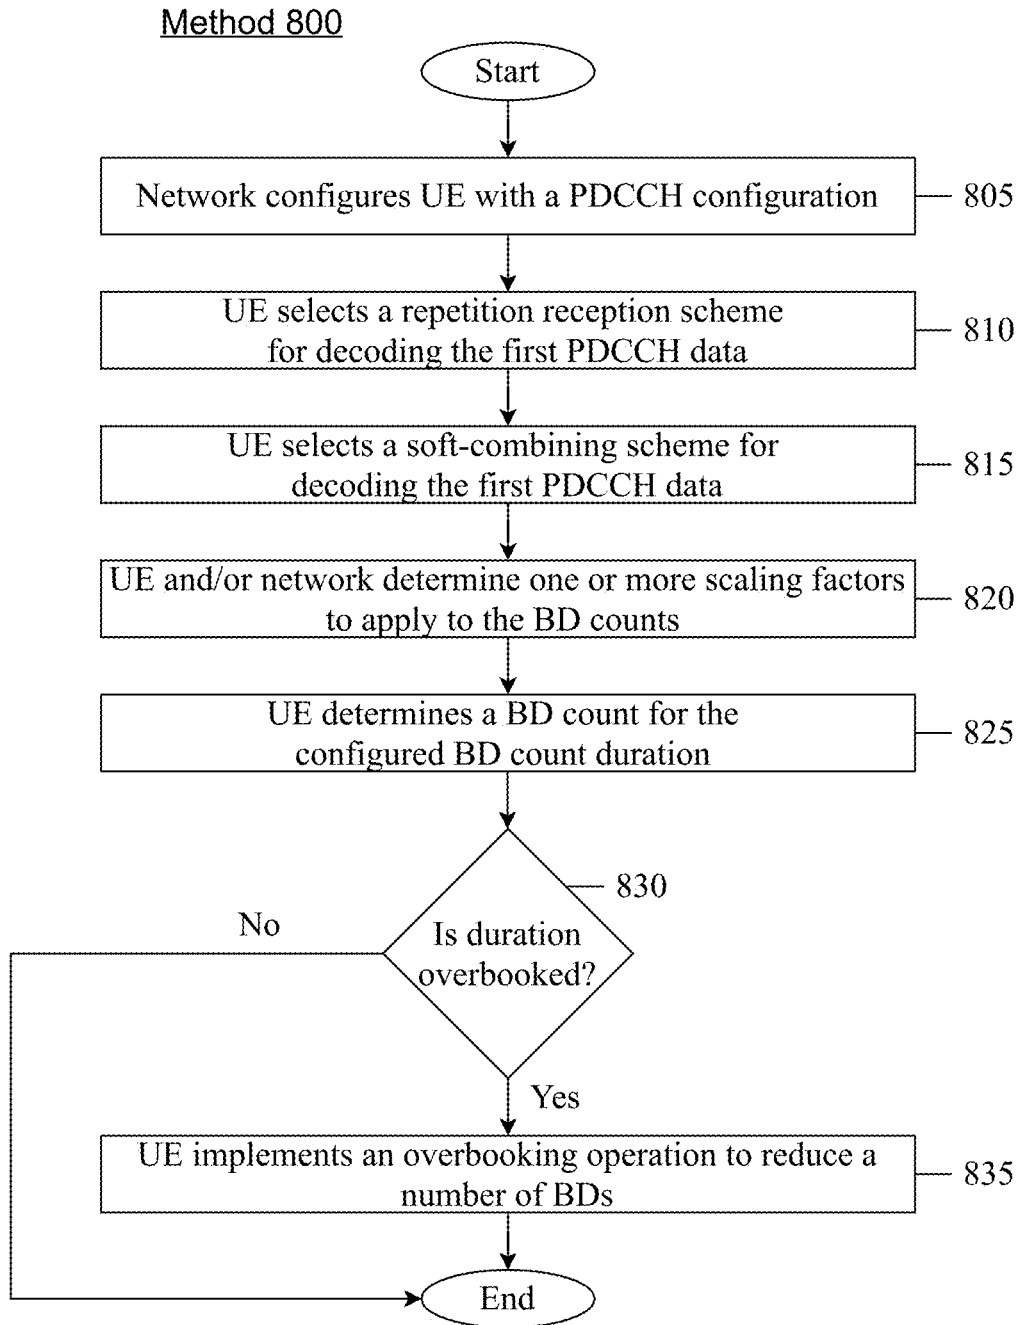 Method 800
Start
Network configures UE with a PDCCH configuration
805
UE selects a repetition reception scheme
for decoding the first PDCCH data
810
UE selects a soft-combining scheme for
decoding the first PDCCH data
815
UE and/or network determine one or more scaling factors
to apply to the BD counts
820
UE determines a BD count for the
configured BD count duration
825
830
No
Is duration
overbooked?
Yes
UE implements an overbooking operation to reduce a
number of BDs
835
End